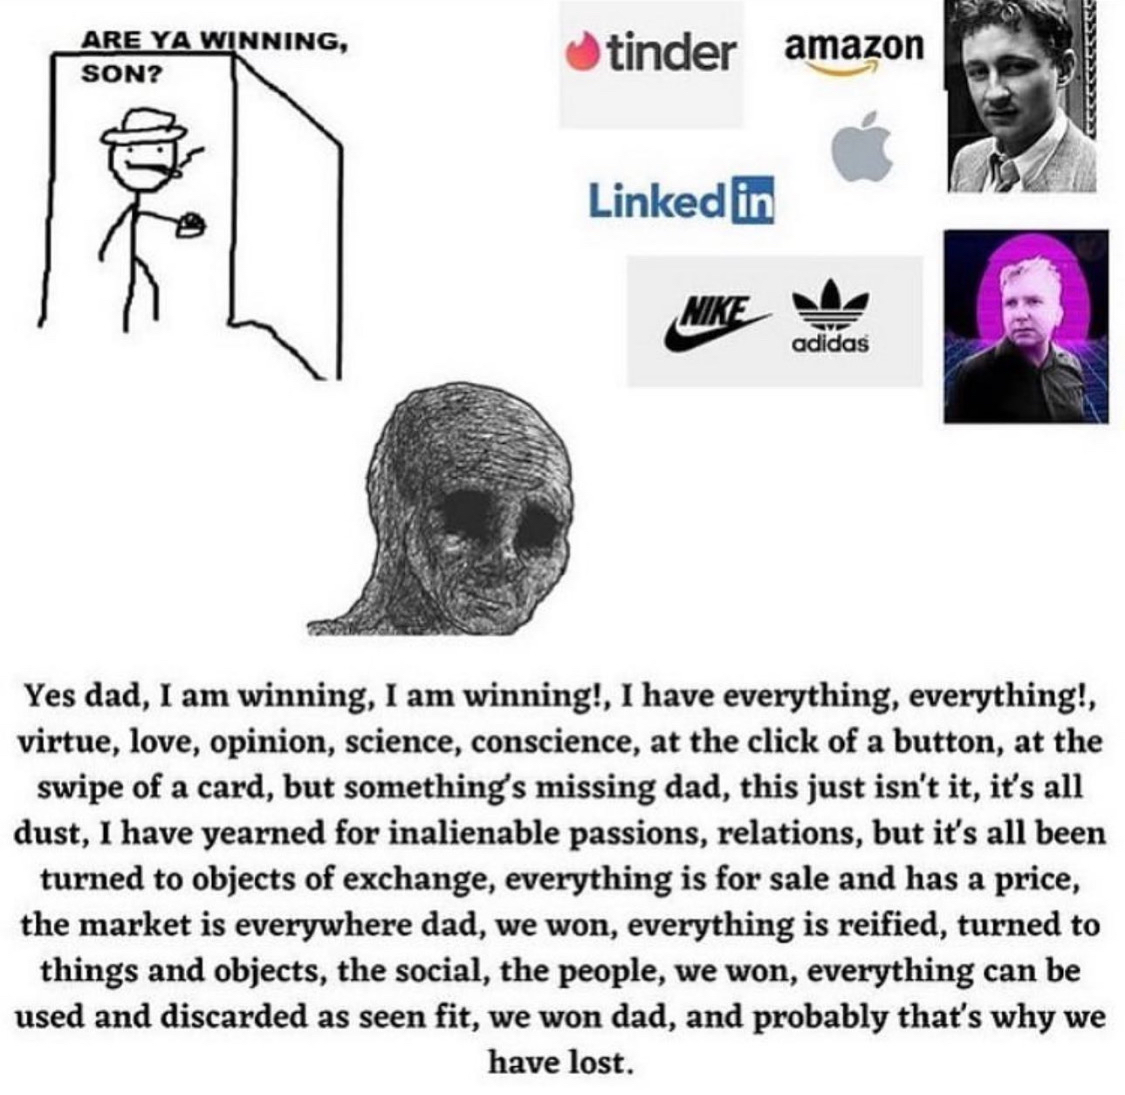 ARE YA WINNING,
SON?
tinder
amazon
Linked in
NIKE
adidas
Yes dad, I am winning, I am winning!, I have everything, everything!,
virtue, love, opinion, science, conscience, at the click of a button, at the
swipe of a card, but something's missing dad, this just isn't it, it's all
dust, I have yearned for inalienable passions, relations, but it's all been
turned to objects of exchange, everything is for sale and has a price,
the market is everywhere dad, we won, everything is reified, turned to
things and objects, the social, the people, we won, everything can be
used and discarded as seen fit, we won dad, and probably that's why we
have lost.